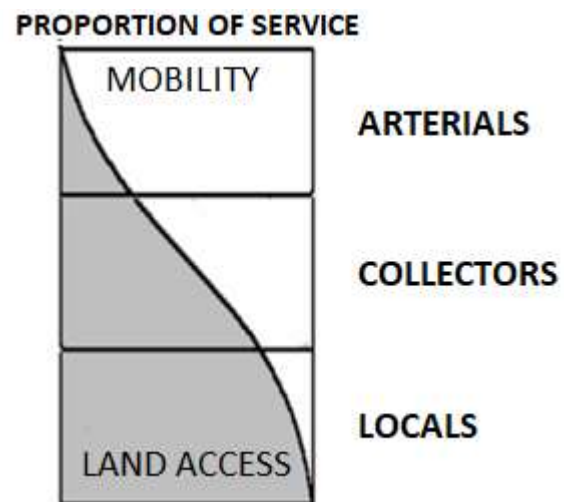 PROPORTION OF SERVICE
MOBILITY
ARTERIALS
COLLECTORS
LOCALS
LAND ACCESS